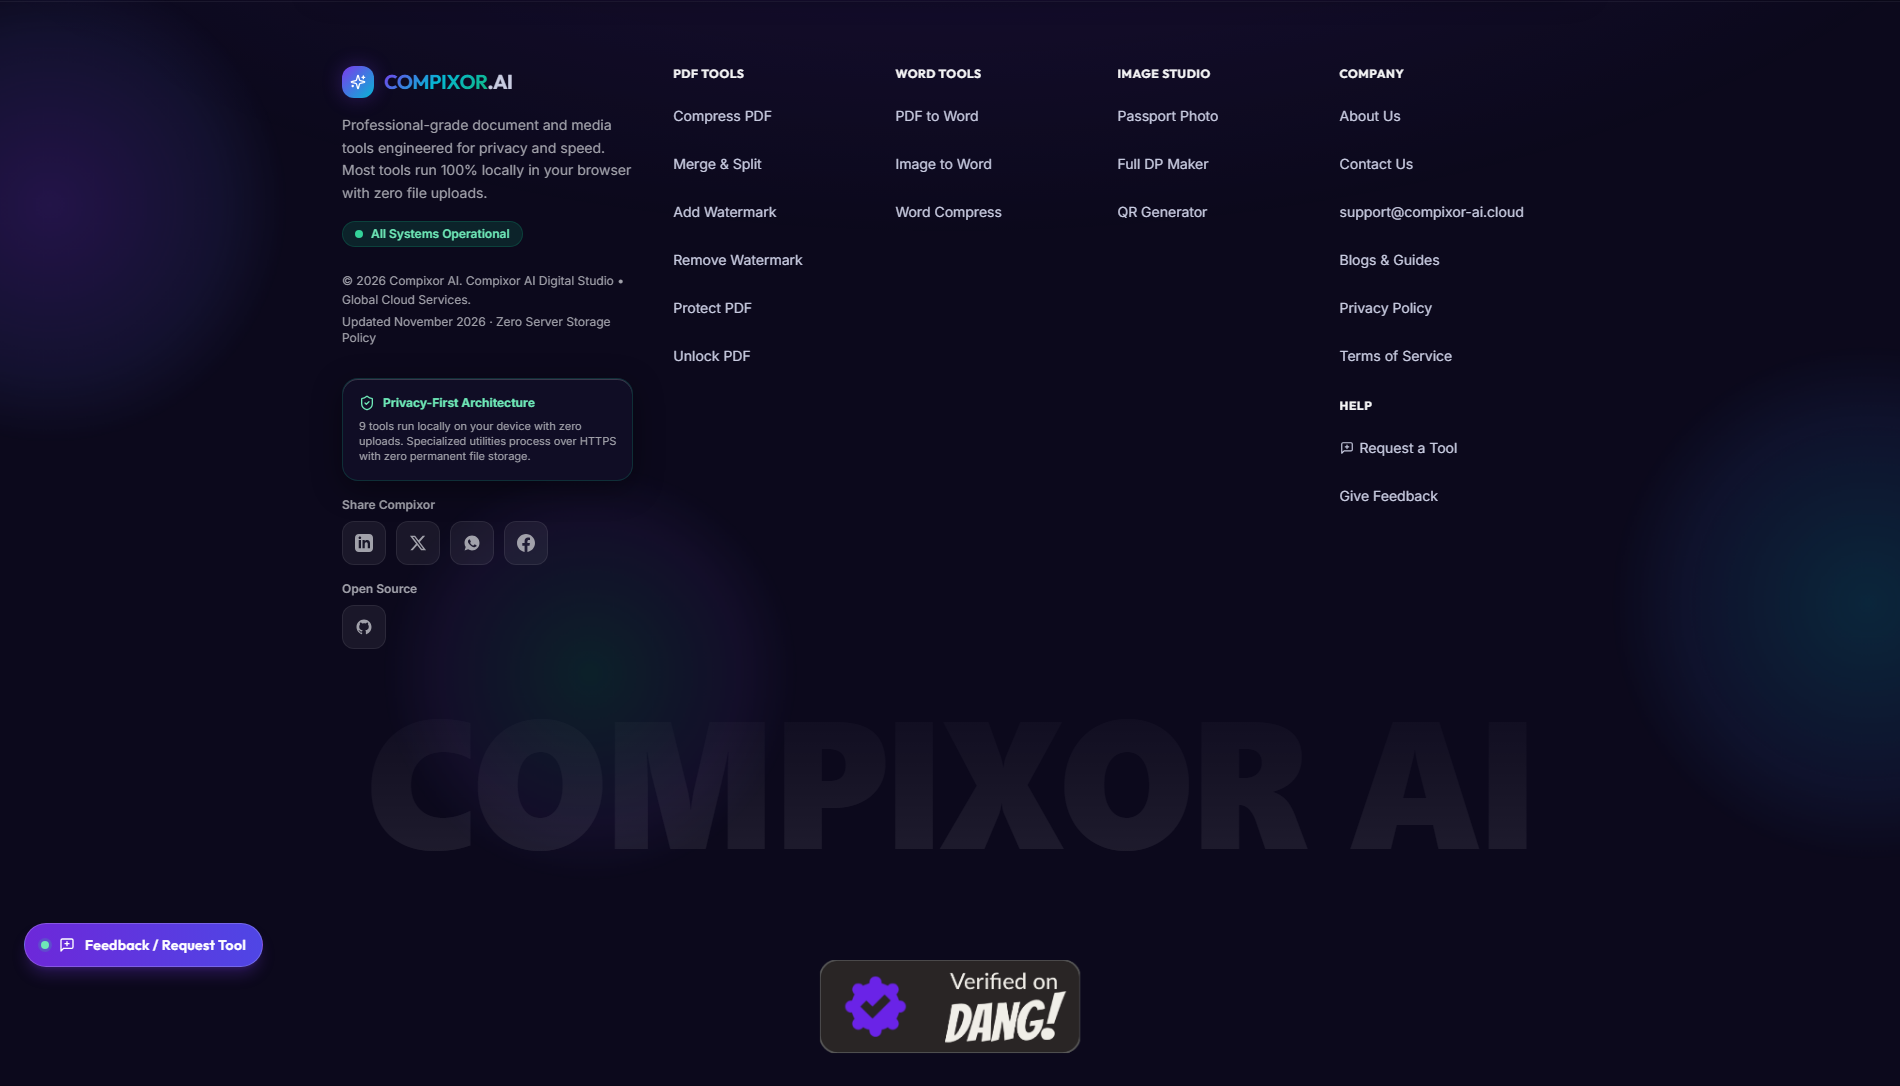 COMPIXOR.AI
Professional-grade document and media
tools engineered for privacy and speed.
Most tools run 100% locally in your browser
with zero file uploads.
All Systems Operational
© 2026 Compixor AI. Compixor AI Digital Studio •
Global Cloud Services.
Updated November 2026 · Zero Server Storage
Policy
Privacy-First Architecture
9 tools run locally on your device with zero
uploads. Specialized utilities process over HTTPS
with zero permanent file storage.
Share Compixor
Open Source
PDF TOOLS
Compress PDF
Merge & Split
Add Watermark
Remove Watermark
Protect PDF
Unlock PDF
WORD TOOLS
PDF to Word
Image to Word
Word Compress
IMAGE STUDIO
Passport Photo
Full DP Maker
QR Generator
COMPANY
About Us
Contact Us
support@compixor-ai.cloud
Blogs & Guides
Privacy Policy
Terms of Service
HELP
Request a Tool
Give Feedback
COMPIXOR AI
Feedback / Request Tool
Verified on
DANG!